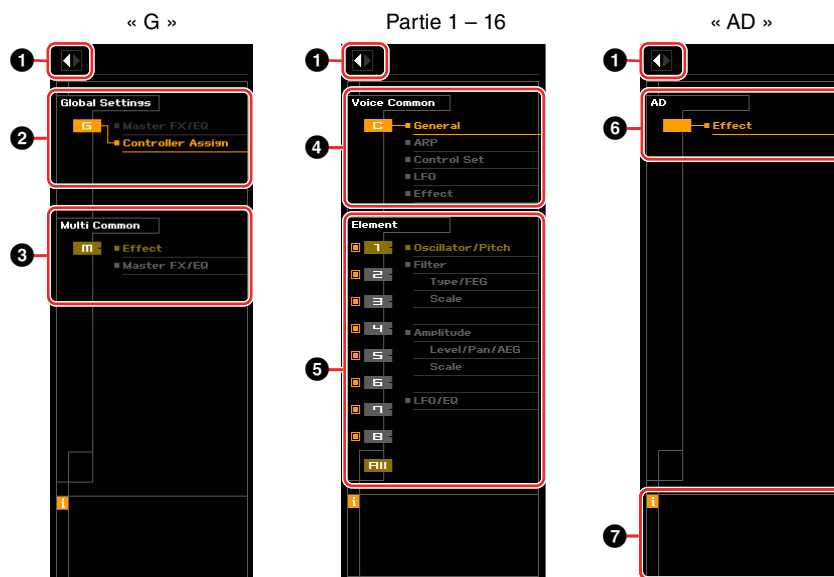 « G »
Partie 1 – 16
« AD »
1
1
1
Global Settings
G
Master FX/EQ
Controller Assign
2
Multi Common
m
Effect
Master FX/EQ
3
Voice Common
C
General
ARP
Control Set
LFO
Effect
4
Element
1 Oscillator/Pitch
Filter
2
Type/FEG
3
Scale
4
Amplitude
5
Level/Pan/AEG
Scale
6
7
LFO/EQ
8
All
5
AD
Effect
6
i
i
i
7